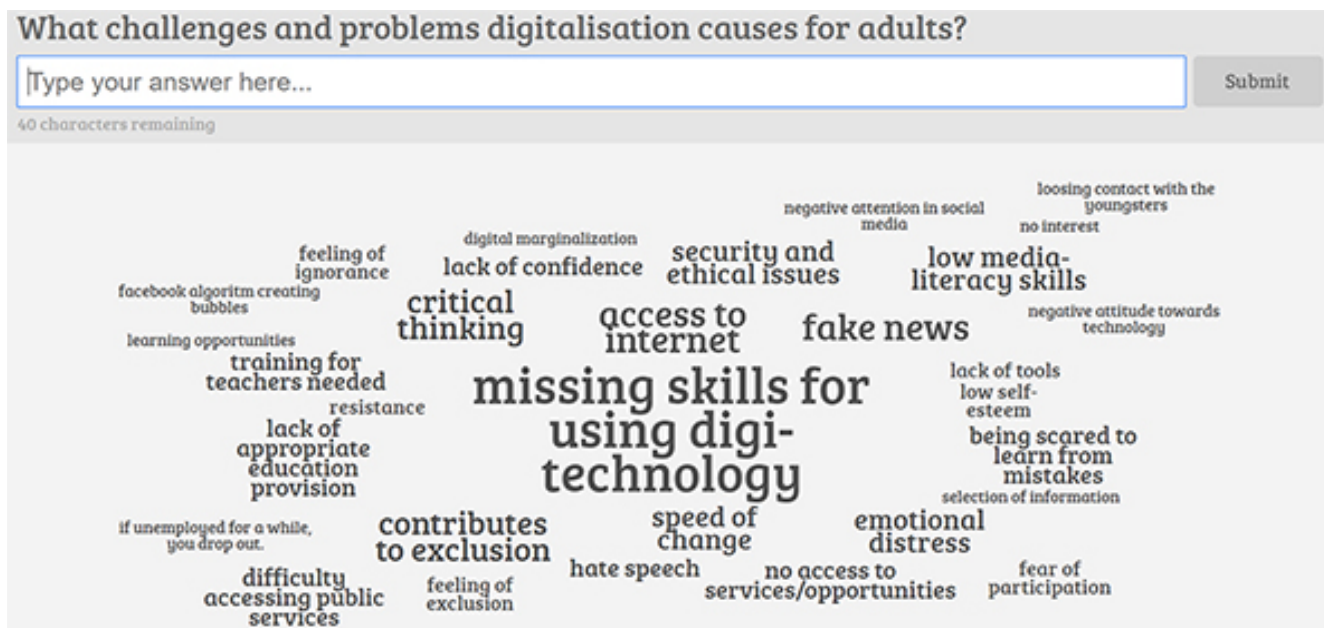 What challenges and problems digitalisation causes for adults?
Type your answer here...
Submit
40 characters remaining
loosing contact with the
youngsters
negative attention in social
media
no interest
digital marginalization
feeling of
ignorance
lack of confidence
security and
ethical issues
low media-
literacy skills
facebook algoritm creating
bubbles
critical
thinking
access to
internet
fake news
negative attitude towards
technology
learning opportunities
training for
teachers needed
missing skills for
using digi-
technology
lack of tools
low self-
esteem
resistance
lack of
appropriate
education
provision
being scared to
learn from
mistakes
selection of information
if unemployed for a while,
you drop out.
contributes
to exclusion
speed of
change
emotional
distress
difficulty
accessing public
services
feeling of
exclusion
hate speech
no access to
services/opportunities
fear of
participation